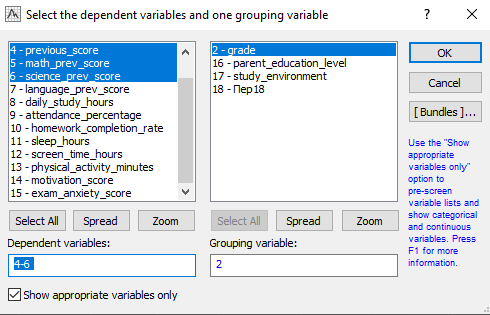 Select the dependent variables and one grouping variable
4 - previous_score
5 - math_prev_score
6 - science_prev_score
7 - language_prev_score
8 - daily_study_hours
9 - attendance_percentage
10 - homework_completion_rate
11 - sleep_hours
12 - screen_time_hours
13 - physical_activity_minutes
14 - motivation_score
15 - exam_anxiety_score
2 - grade
16 - parent_education_level
17 - study_environment
18 - Пер18
OK
Cancel
[ Bundles ]...
Use the "Show
appropriate
variables only"
option to
pre-screen
variable lists and
show categorical
and continuous
variables. Press
F1 for more
information.
Select All
Spread
Zoom
Select All
Spread
Zoom
Dependent variables:
4-6
Grouping variable:
2
Show appropriate variables only